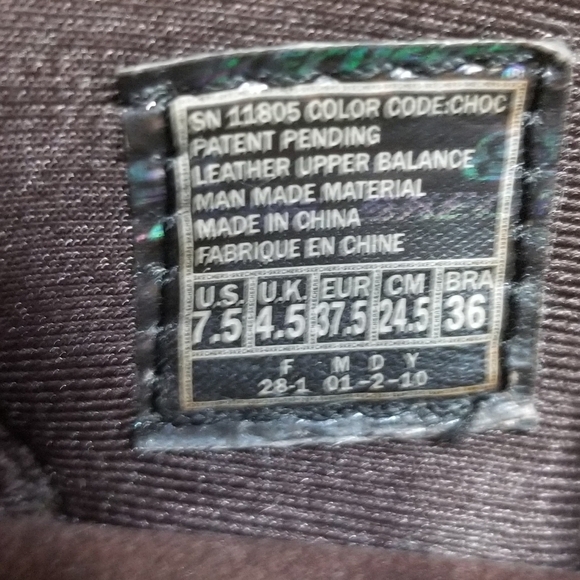 SN 11805 COLOR CODE:CHOC
PATENT PENDING
LEATHER UPPER BALANCE
MAN MADE MATERIAL
MADE IN CHINA
FABRIQUE EN CHINE
U.S. U.K. EUR CM BRA
7.5 4.5 37.5 24.5 36
F M D Y
28-1 01-2-10